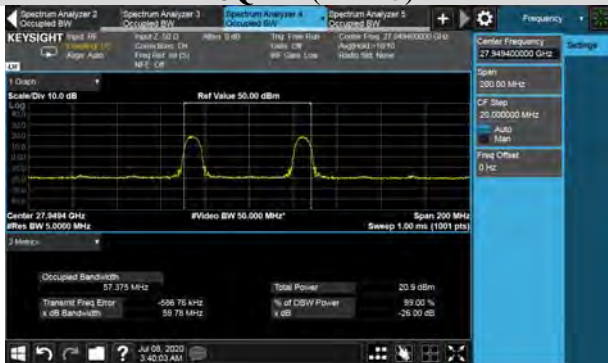 Spectrum Analyzer 2
Occupied BW
Spectrum Analyzer 3
Occupied BW
Spectrum Analyzer 4
Occupied BW
Spectrum Analyzer 5
Occupied BW
Frequency
KEYSIGHT Input: RF
Align: Auto
Input Z: 50 Ω
Corrections: On
Freq Ref: Int (S)
NFE: Off
Atten: 0 dB
Trig: Free Run
Gate: Off
#IF Gain: Low
Center Freq: 27.949400000 GHz
Avg|Hold:>10/10
Radio Std: None
Center Frequency
27.949400000 GHz
Settings
Span
200.00 MHz
CF Step
20.000000 MHz
Auto
Man
Freq Offset
0 Hz
1 Graph
Scale/Div 10.0 dB
Ref Value 50.00 dBm
Log
Center 27.9494 GHz
#Video BW 50.000 MHz*
Span 200 MHz
#Res BW 5.0000 MHz
Sweep 1.00 ms (1001 pts)
2 Metrics
Occupied Bandwidth
57.375 MHz
Total Power
20.9 dBm
Transmit Freq Error
-586.76 kHz
% of OBW Power
99.00 %
x dB Bandwidth
59.78 MHz
x dB
-26.00 dB
Jul 08, 2020
3:40:03 AM